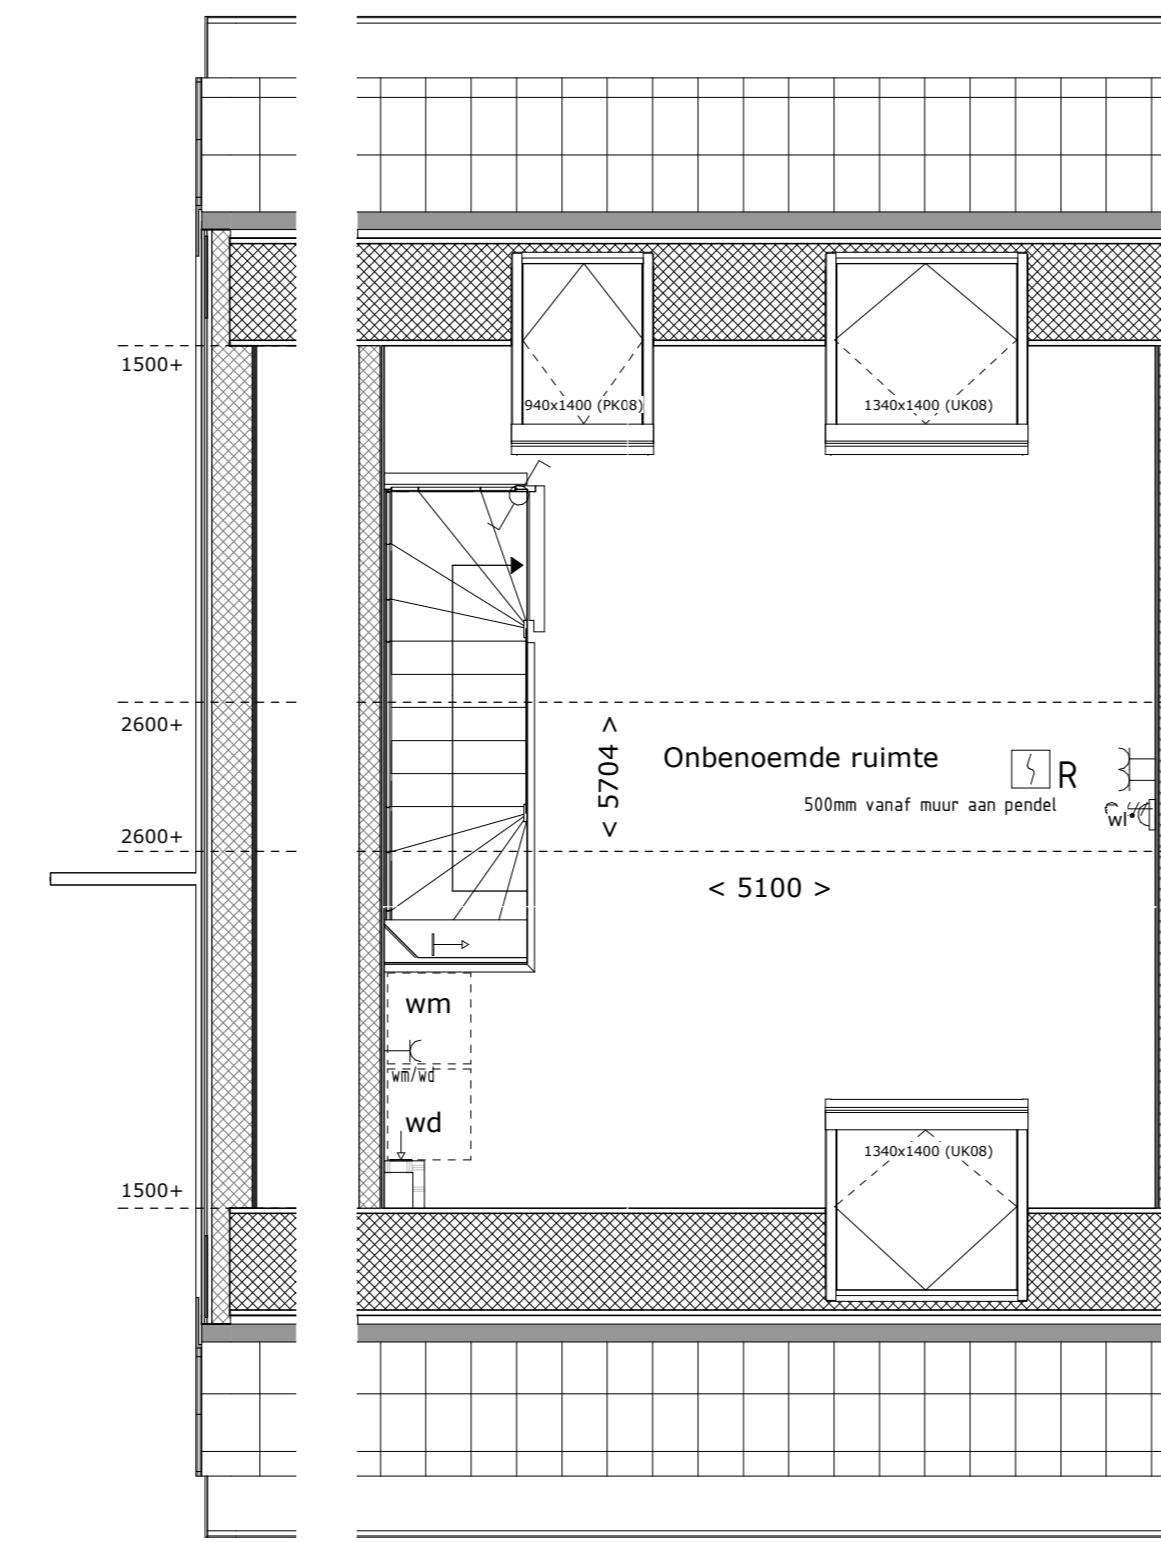 1500+
940x1400 (PK08)
1340x1400 (UK08)
2600+
< 5704 >
Onbenoemde ruimte
R
500mm vanaf muur aan pendel
wl
2600+
< 5100 >
wm
wm/wd
wd
1340x1400 (UK08)
1500+